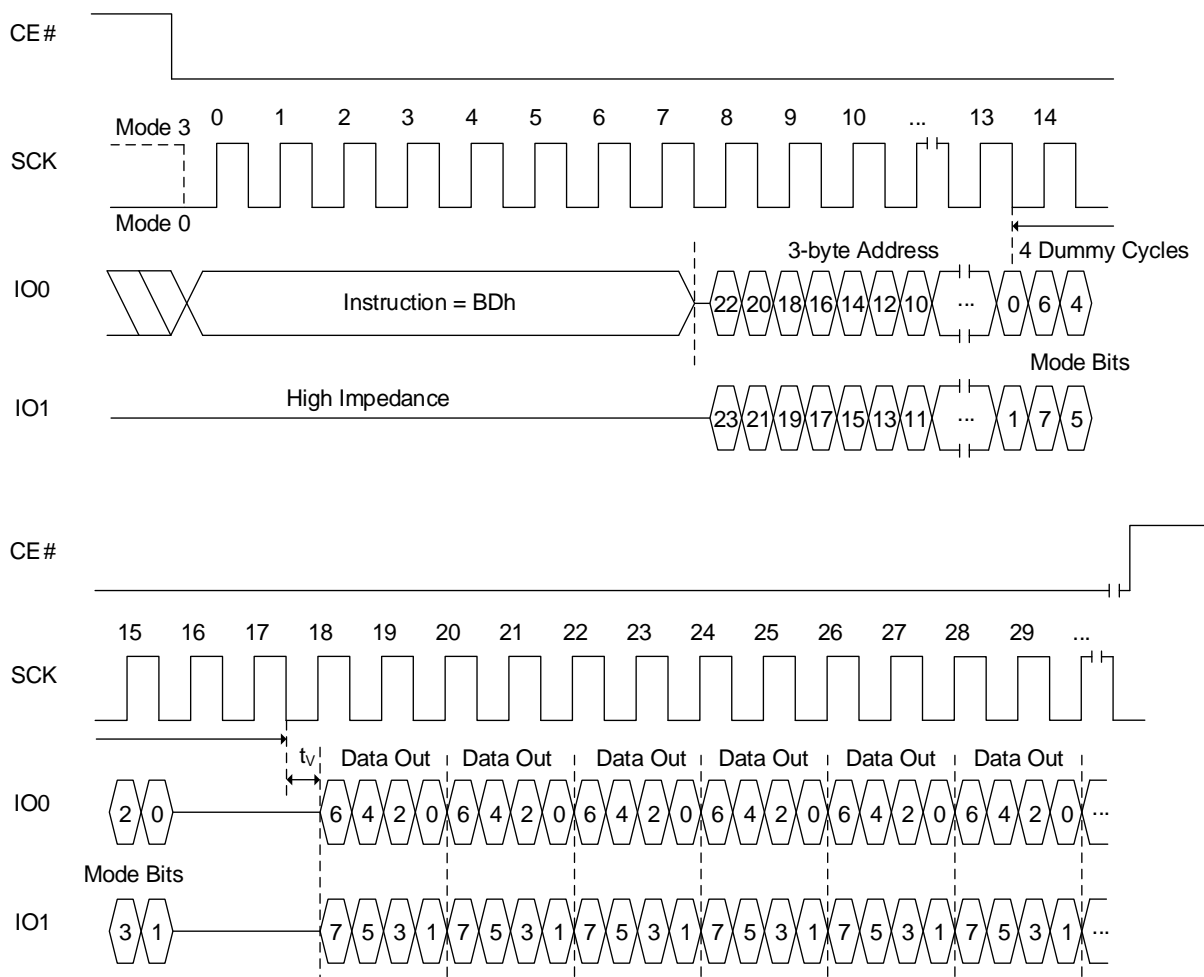 CE#
0 1 2 3 4 5 6 7 8 9 10 ... 13 14
Mode 3
SCK
Mode 0
3-byte Address 4 Dummy Cycles
IO0
Instruction = BDh
22 20 18 16 14 12 10 ... 0 6 4
Mode Bits
IO1
High Impedance
23 21 19 17 15 13 11 ... 1 7 5
CE#
15 16 17 18 19 20 21 22 23 24 25 26 27 28 29 ...
SCK
tV Data Out Data Out Data Out Data Out Data Out Data Out
IO0
2 0 6 4 2 0 6 4 2 0 6 4 2 0 6 4 2 0 6 4 2 0 6 4 2 0 ...
Mode Bits
IO1
3 1 7 5 3 1 7 5 3 1 7 5 3 1 7 5 3 1 7 5 3 1 7 5 3 1 ...